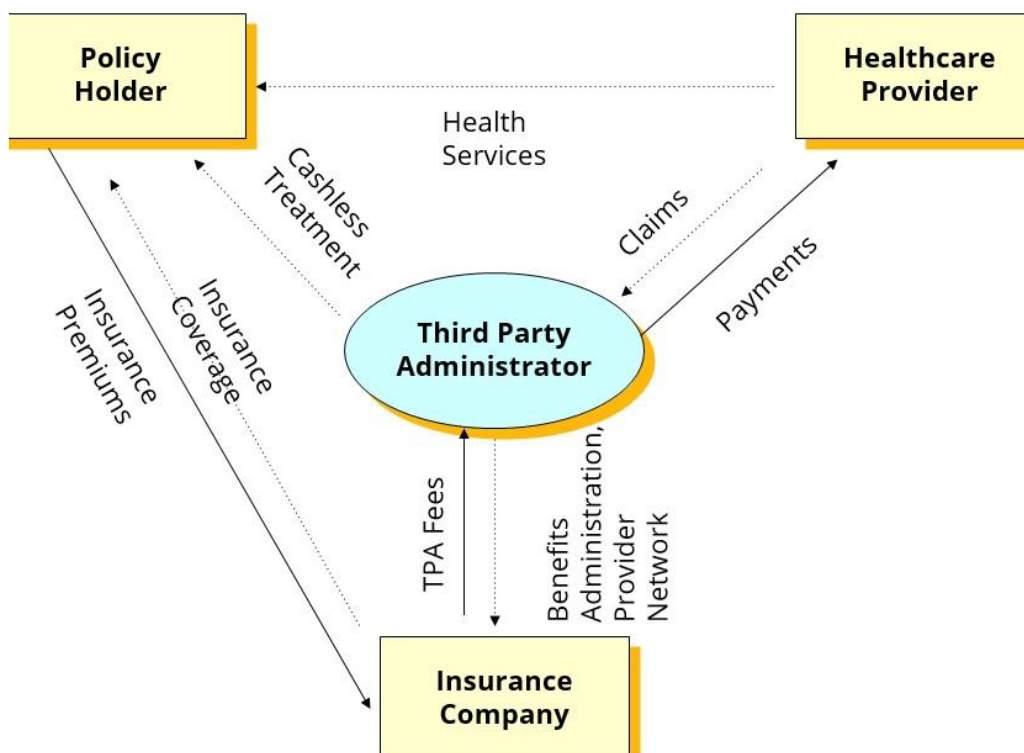 Policy
Holder
Healthcare
Provider
Health
Services
Cashless
Treatment
Claims
Payments
Insurance
Premiums
Insurance
Coverage
Third Party
Administrator
TPA Fees
Benefits
Administration,
Provider
Network
Insurance
Company